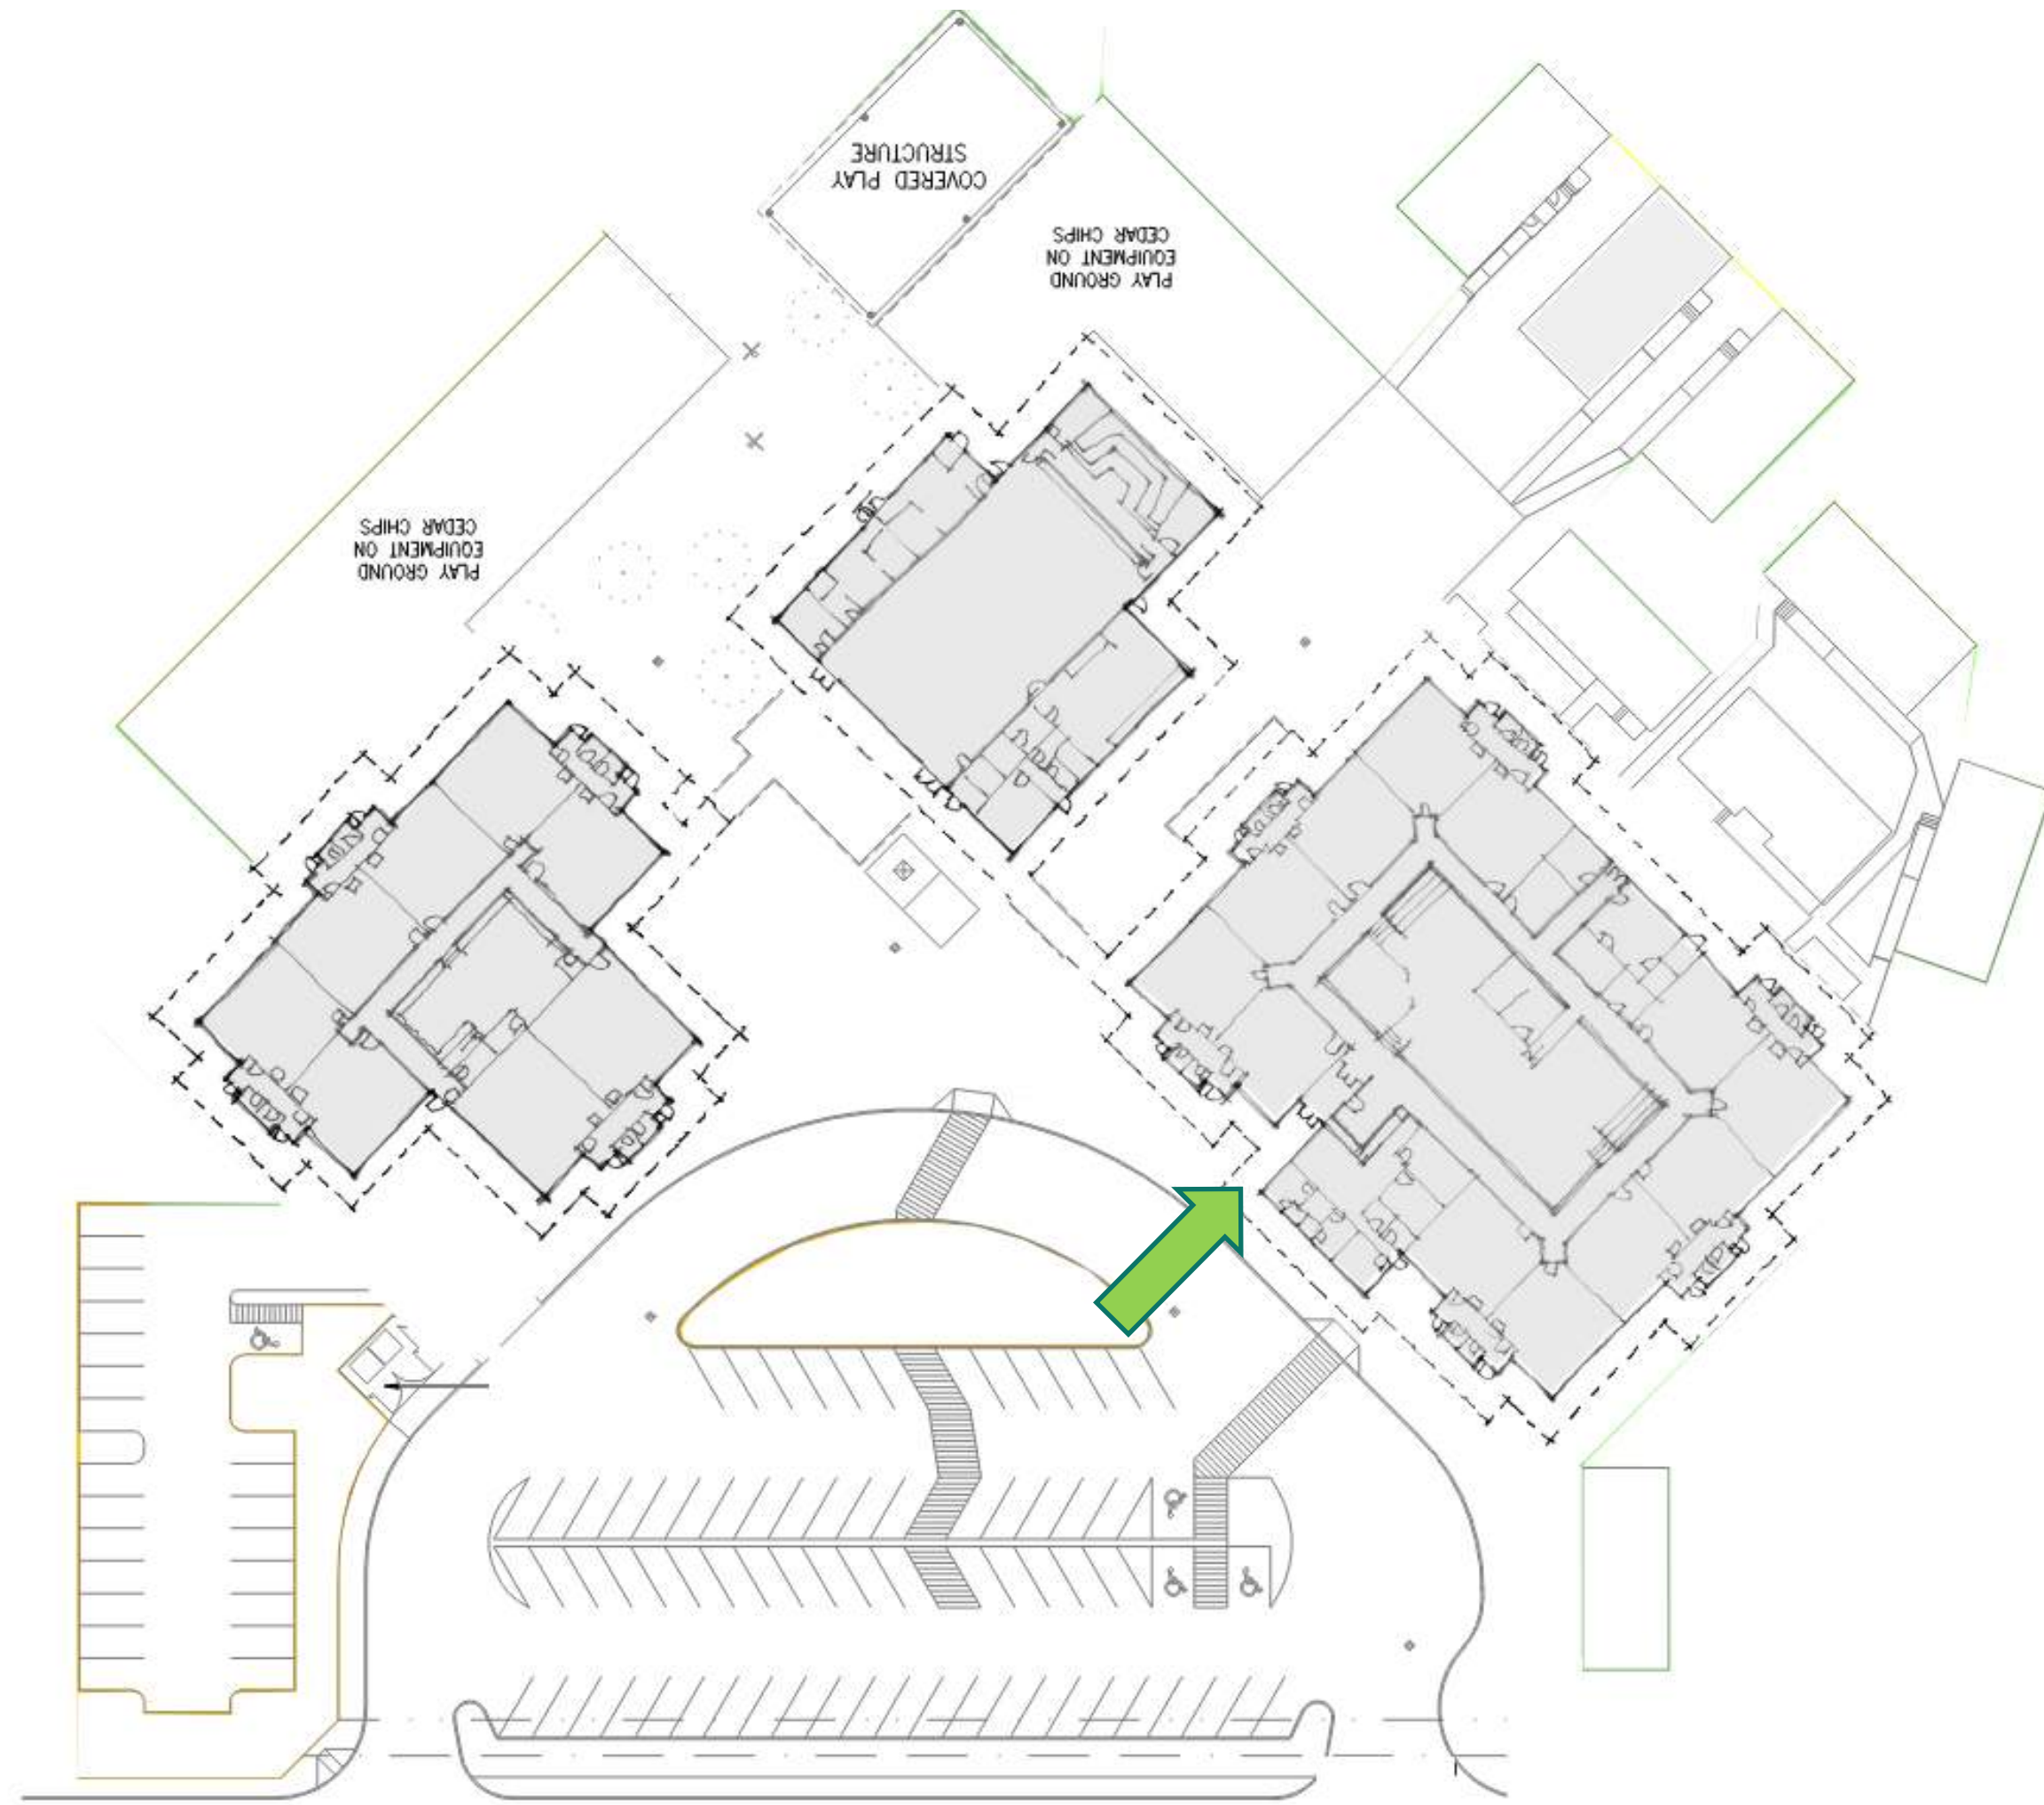 COVERED PLAY
STRUCTURE
PLAY GROUND
EQUIPMENT ON
CEDAR CHIPS
PLAY GROUND
EQUIPMENT ON
CEDAR CHIPS